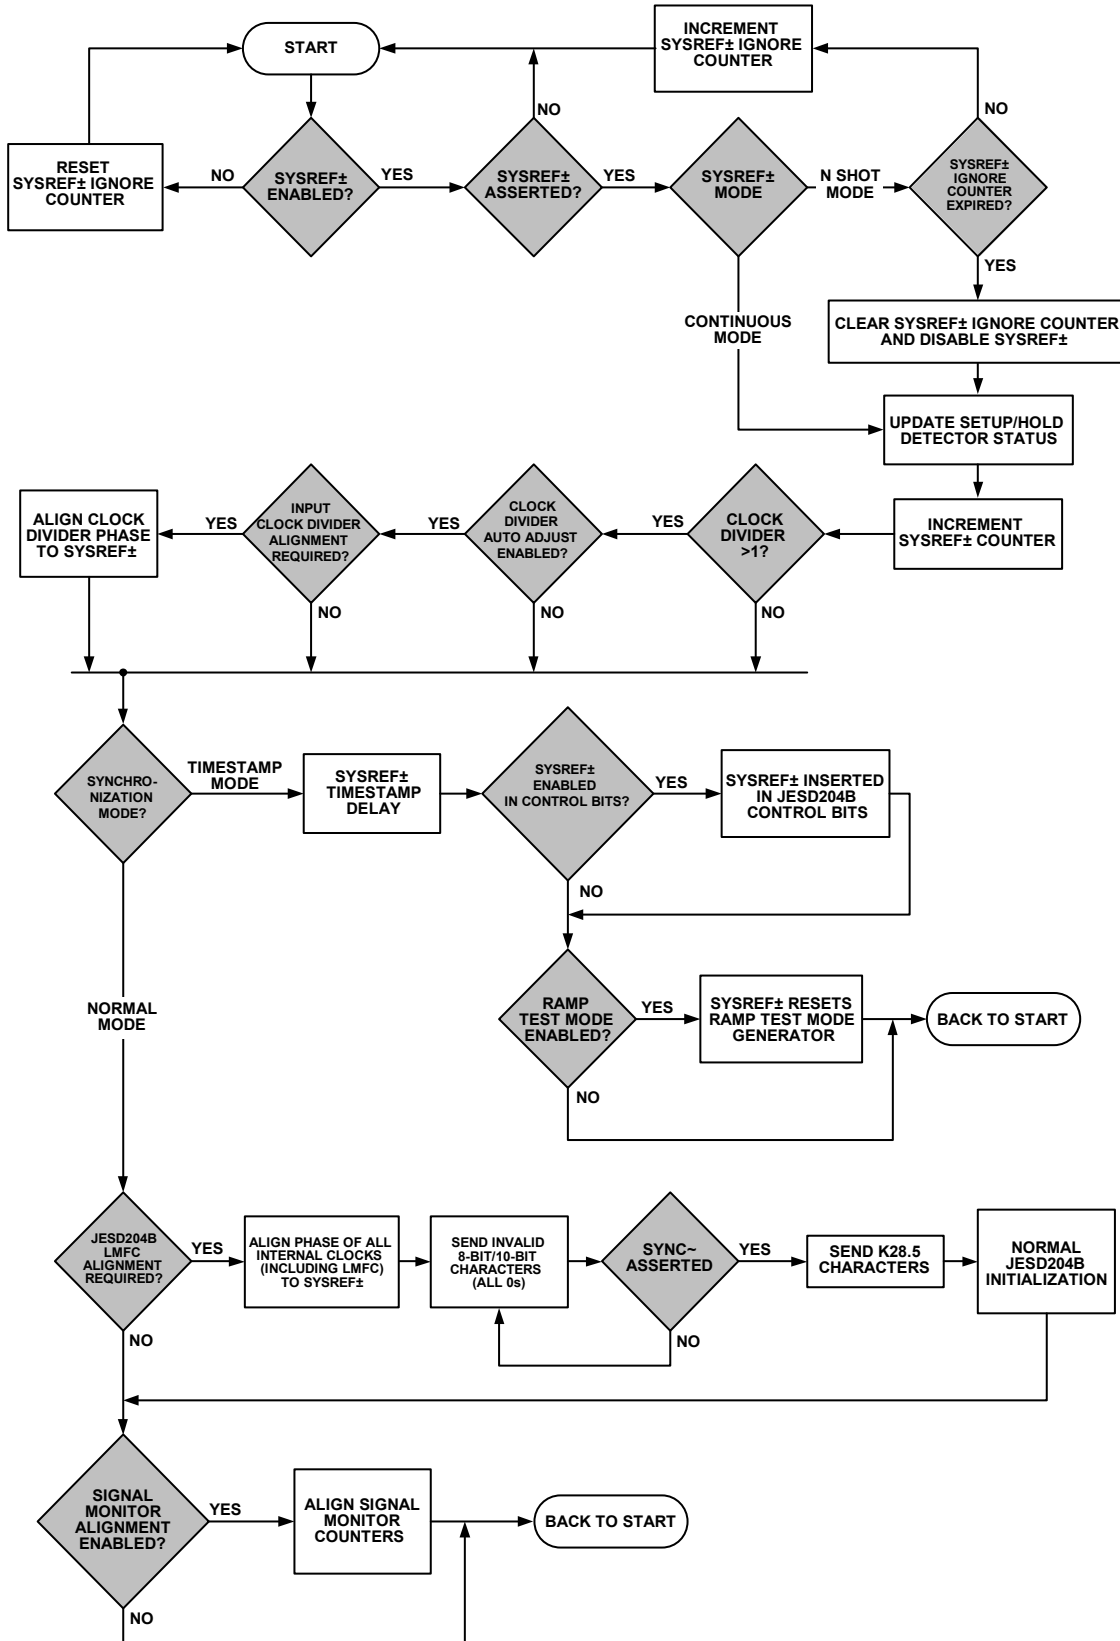 START
INCREMENT
SYSREF± IGNORE
COUNTER
NO
NO
RESET
SYSREF± IGNORE
COUNTER
NO
SYSREF±
ENABLED?
YES
SYSREF±
ASSERTED?
YES
SYSREF±
MODE
N SHOT
MODE
SYSREF±
IGNORE
COUNTER
EXPIRED?
YES
CONTINUOUS
MODE
CLEAR SYSREF± IGNORE COUNTER
AND DISABLE SYSREF±
UPDATE SETUP/HOLD
DETECTOR STATUS
ALIGN CLOCK
DIVIDER PHASE
TO SYSREF±
YES
INPUT
CLOCK DIVIDER
ALIGNMENT
REQUIRED?
YES
CLOCK
DIVIDER
AUTO ADJUST
ENABLED?
YES
CLOCK
DIVIDER
>1?
INCREMENT
SYSREF± COUNTER
NO
NO
NO
SYNCHRO-
NIZATION
MODE?
TIMESTAMP
MODE
SYSREF±
TIMESTAMP
DELAY
SYSREF±
ENABLED
IN CONTROL BITS?
YES
SYSREF± INSERTED
IN JESD204B
CONTROL BITS
NO
NORMAL
MODE
RAMP
TEST MODE
ENABLED?
YES
SYSREF± RESETS
RAMP TEST MODE
GENERATOR
BACK TO START
NO
JESD204B
LMFC
ALIGNMENT
REQUIRED?
YES
ALIGN PHASE OF ALL
INTERNAL CLOCKS
(INCLUDING LMFC)
TO SYSREF±
SEND INVALID
8-BIT/10-BIT
CHARACTERS
(ALL 0s)
SYNC~
ASSERTED
YES
SEND K28.5
CHARACTERS
NORMAL
JESD204B
INITIALIZATION
NO
NO
SIGNAL
MONITOR
ALIGNMENT
ENABLED?
YES
ALIGN SIGNAL
MONITOR
COUNTERS
BACK TO START
NO